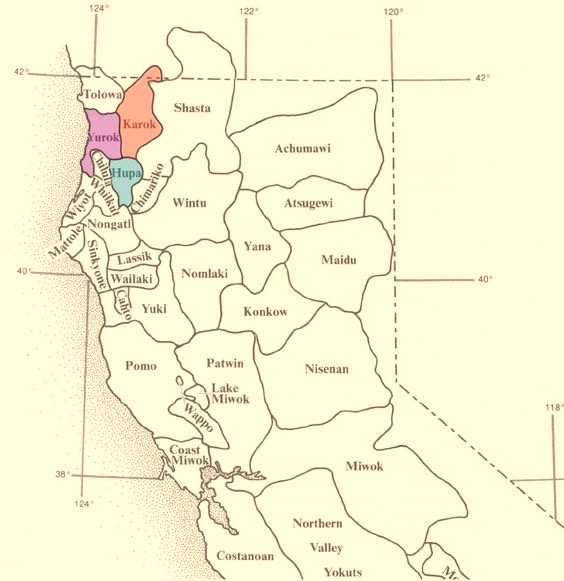 124°
122°
120°
42°
42°
Tolowa
Karok
Shasta
Yurok
Achumawi
Chilula
Hupa
Whilkut
Chimariko
Wiyot
Wintu
Atsugewi
Nongatl
Mattole
Yana
Maidu
Sinkyone
Lassik
40°
Wailaki
Nomlaki
40°
Cahto
Yuki
Konkow
Pomo
Patwin
Nisenan
Lake
Miwok
Wappo
118°
Coast
Miwok
Miwok
38°
124°
Northern
Valley
Yokuts
Costanoan